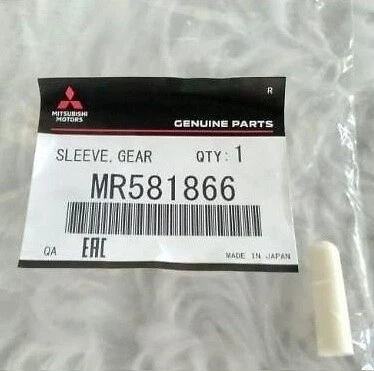 R
MITSUBISHI
MOTORS
GENUINE PARTS
SLEEVE, GEAR QTY: 1
MR581866
QA EAC MADE IN JAPAN